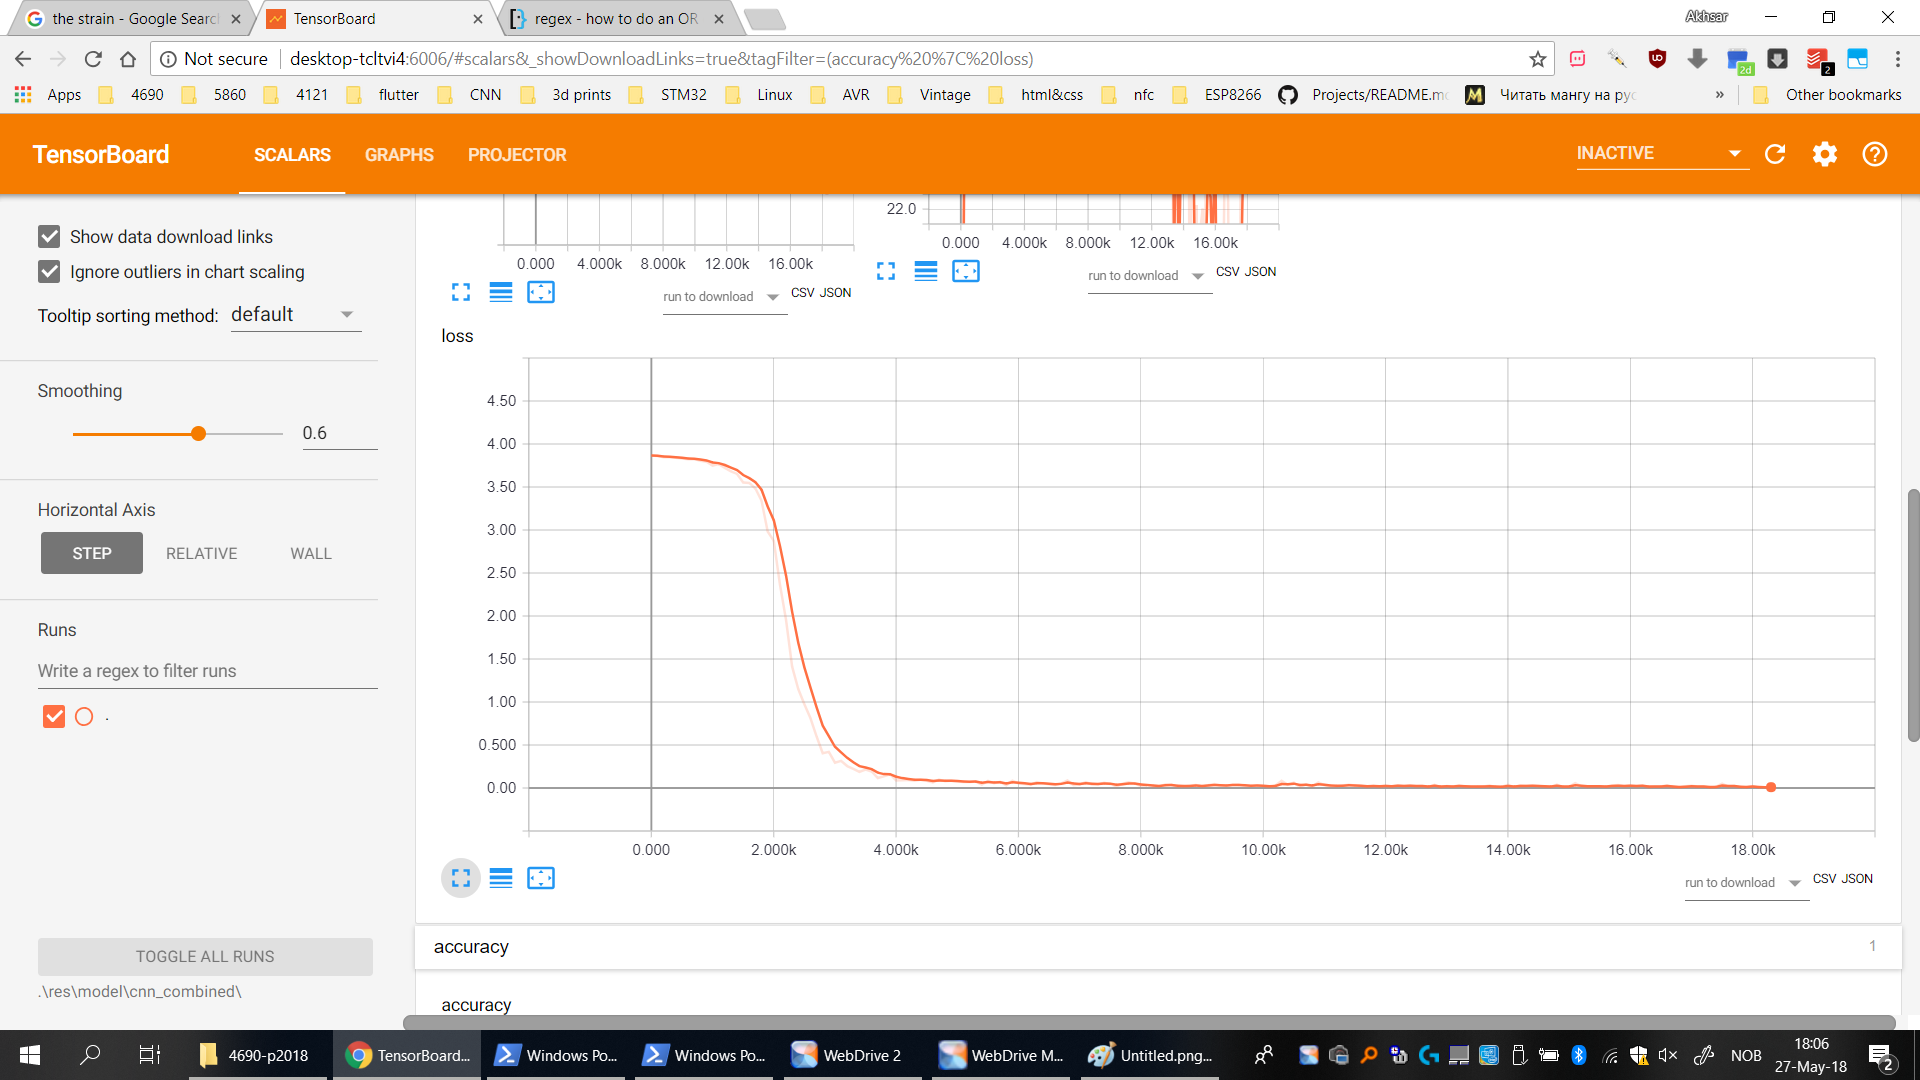 the strain - Google Searc
TensorBoard
regex - how to do an OR
Akhsar
Not secure
desktop-tcltvi4:6006/#scalars&_showDownloadLinks=true&tagFilter=(accuracy%20%7C%20loss)
2d
2
Apps
4690
5860
4121
flutter
CNN
3d prints
STM32
Linux
AVR
Vintage
html&css
nfc
ESP8266
Projects/README.m
Читать мангу на рус
»
Other bookmarks
TensorBoard
SCALARS
GRAPHS
PROJECTOR
INACTIVE
Show data download links
Ignore outliers in chart scaling
Tooltip sorting method: default
Smoothing
0.6
Horizontal Axis
STEP
RELATIVE
WALL
Runs
Write a regex to filter runs
.
TOGGLE ALL RUNS
.\res\model\cnn_combined\
0.000 4.000k 8.000k 12.00k 16.00k
run to download
CSV JSON
22.0
0.000 4.000k 8.000k 12.00k 16.00k
run to download
CSV JSON
loss
4.50
4.00
3.50
3.00
2.50
2.00
1.50
1.00
0.500
0.00
0.000 2.000k 4.000k 6.000k 8.000k 10.00k 12.00k 14.00k 16.00k 18.00k
run to download
CSV JSON
accuracy
1
accuracy
4690-p2018
TensorBoard...
Windows Po...
Windows Po...
WebDrive 2
WebDrive M...
Untitled.png...
NOB
18:06
27-May-18
2